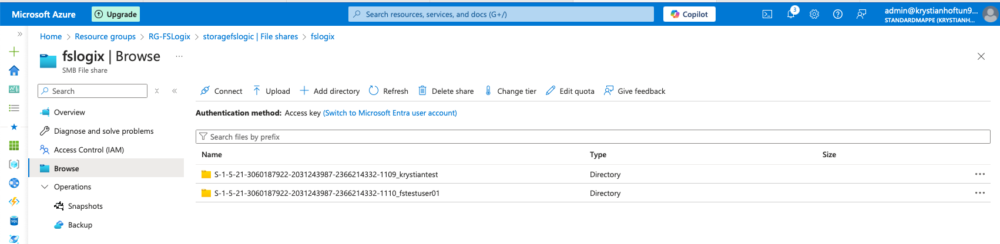 Microsoft Azure
Upgrade
Search resources, services, and docs (G+/)
Copilot
3
admin@krystianhoftun9...
STANDARDMAPPE (KRYSTIANH...
Home > Resource groups > RG-FSLogix > storagefslogic | File shares > fslogix
fslogix | Browse ...
SMB File share
Search
Connect
Upload
Add directory
Refresh
Delete share
Change tier
Edit quota
Give feedback
Overview
Diagnose and solve problems
Access Control (IAM)
Browse
Operations
Snapshots
Backup
SQL
Authentication method: Access key (Switch to Microsoft Entra user account)
Search files by prefix
Name Type Size
S-1-5-21-3060187922-2031243987-2366214332-1109_krystiantest Directory ...
S-1-5-21-3060187922-2031243987-2366214332-1110_fstestuser01 Directory ...